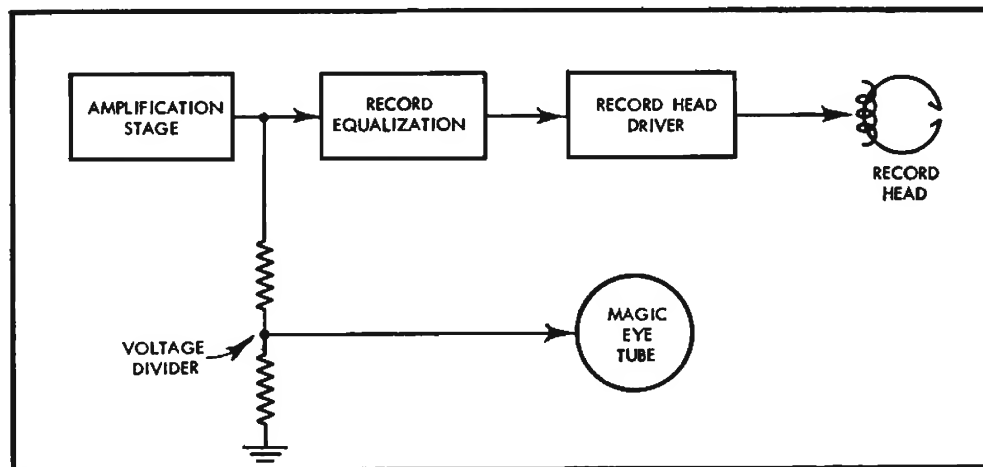 AMPLIFICATION
STAGE
RECORD
EQUALIZATION
RECORD HEAD
DRIVER
RECORD
HEAD
VOLTAGE
DIVIDER
MAGIC
EYE
TUBE